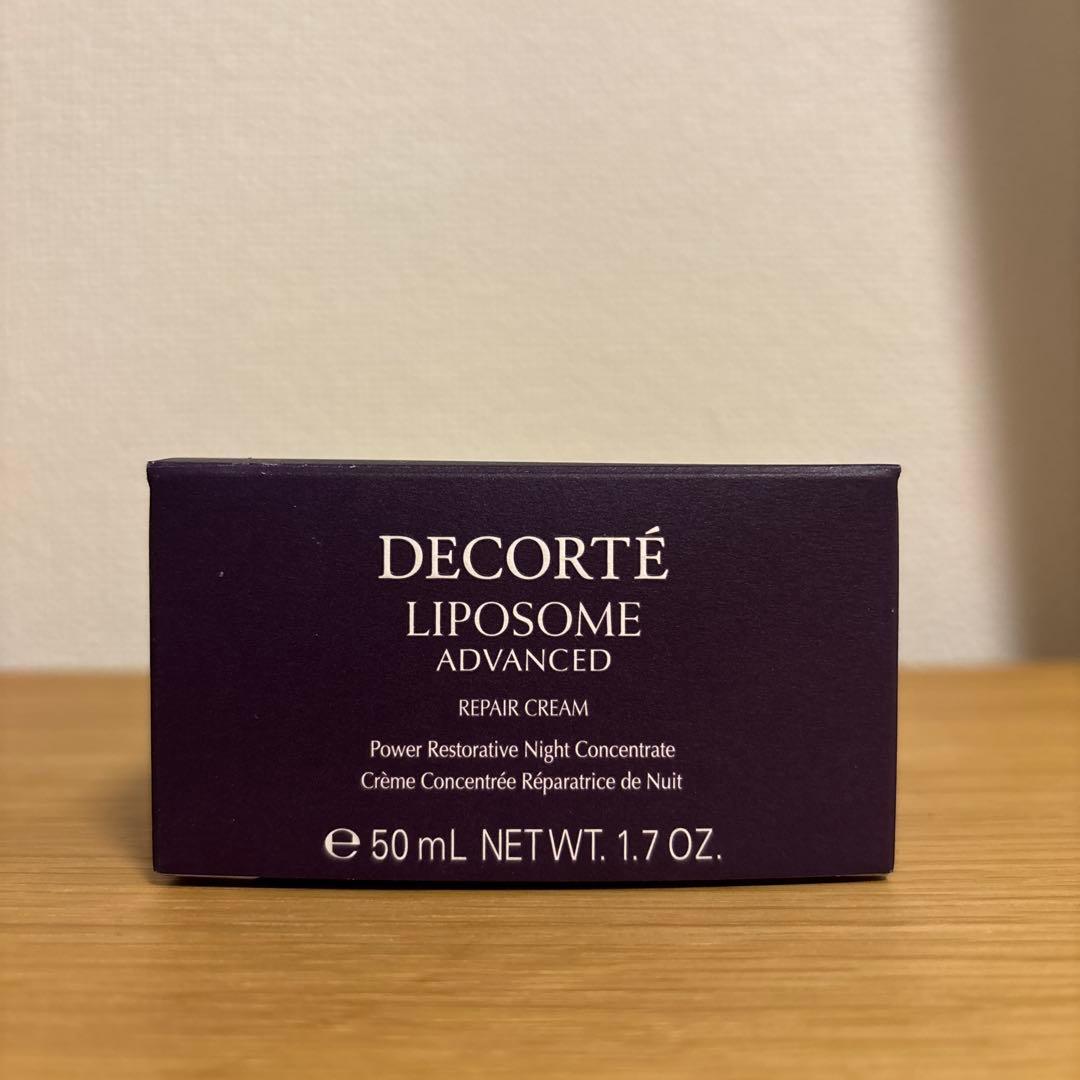 DECORTÉ
LIPOSOME
ADVANCED
REPAIR CREAM
Power Restorative Night Concentrate
Crème Concentrée Réparatrice de Nuit
℮ 50 mL NET WT. 1.7 OZ.